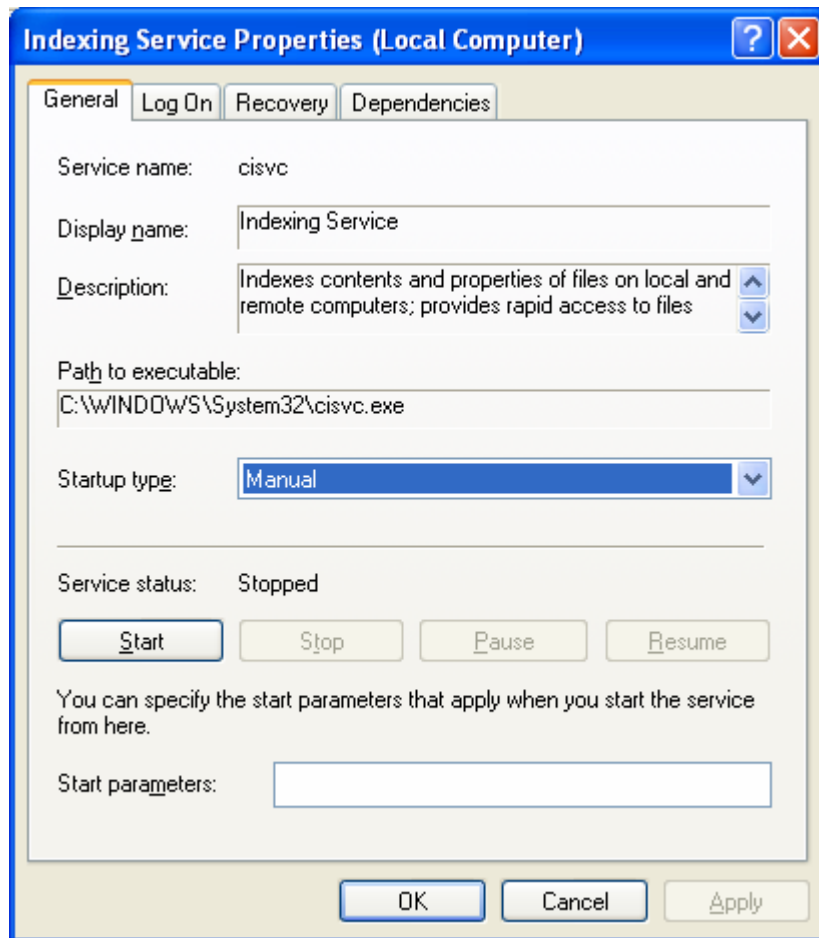 Indexing Service Properties (Local Computer)
General Log On Recovery Dependencies
Service name: cisvc
Display name: Indexing Service
Description: Indexes contents and properties of files on local and
remote computers; provides rapid access to files
Path to executable:
C:\WINDOWS\System32\cisvc.exe
Startup type: Manual
Service status: Stopped
Start Stop Pause Resume
You can specify the start parameters that apply when you start the service
from here.
Start parameters:
OK Cancel Apply